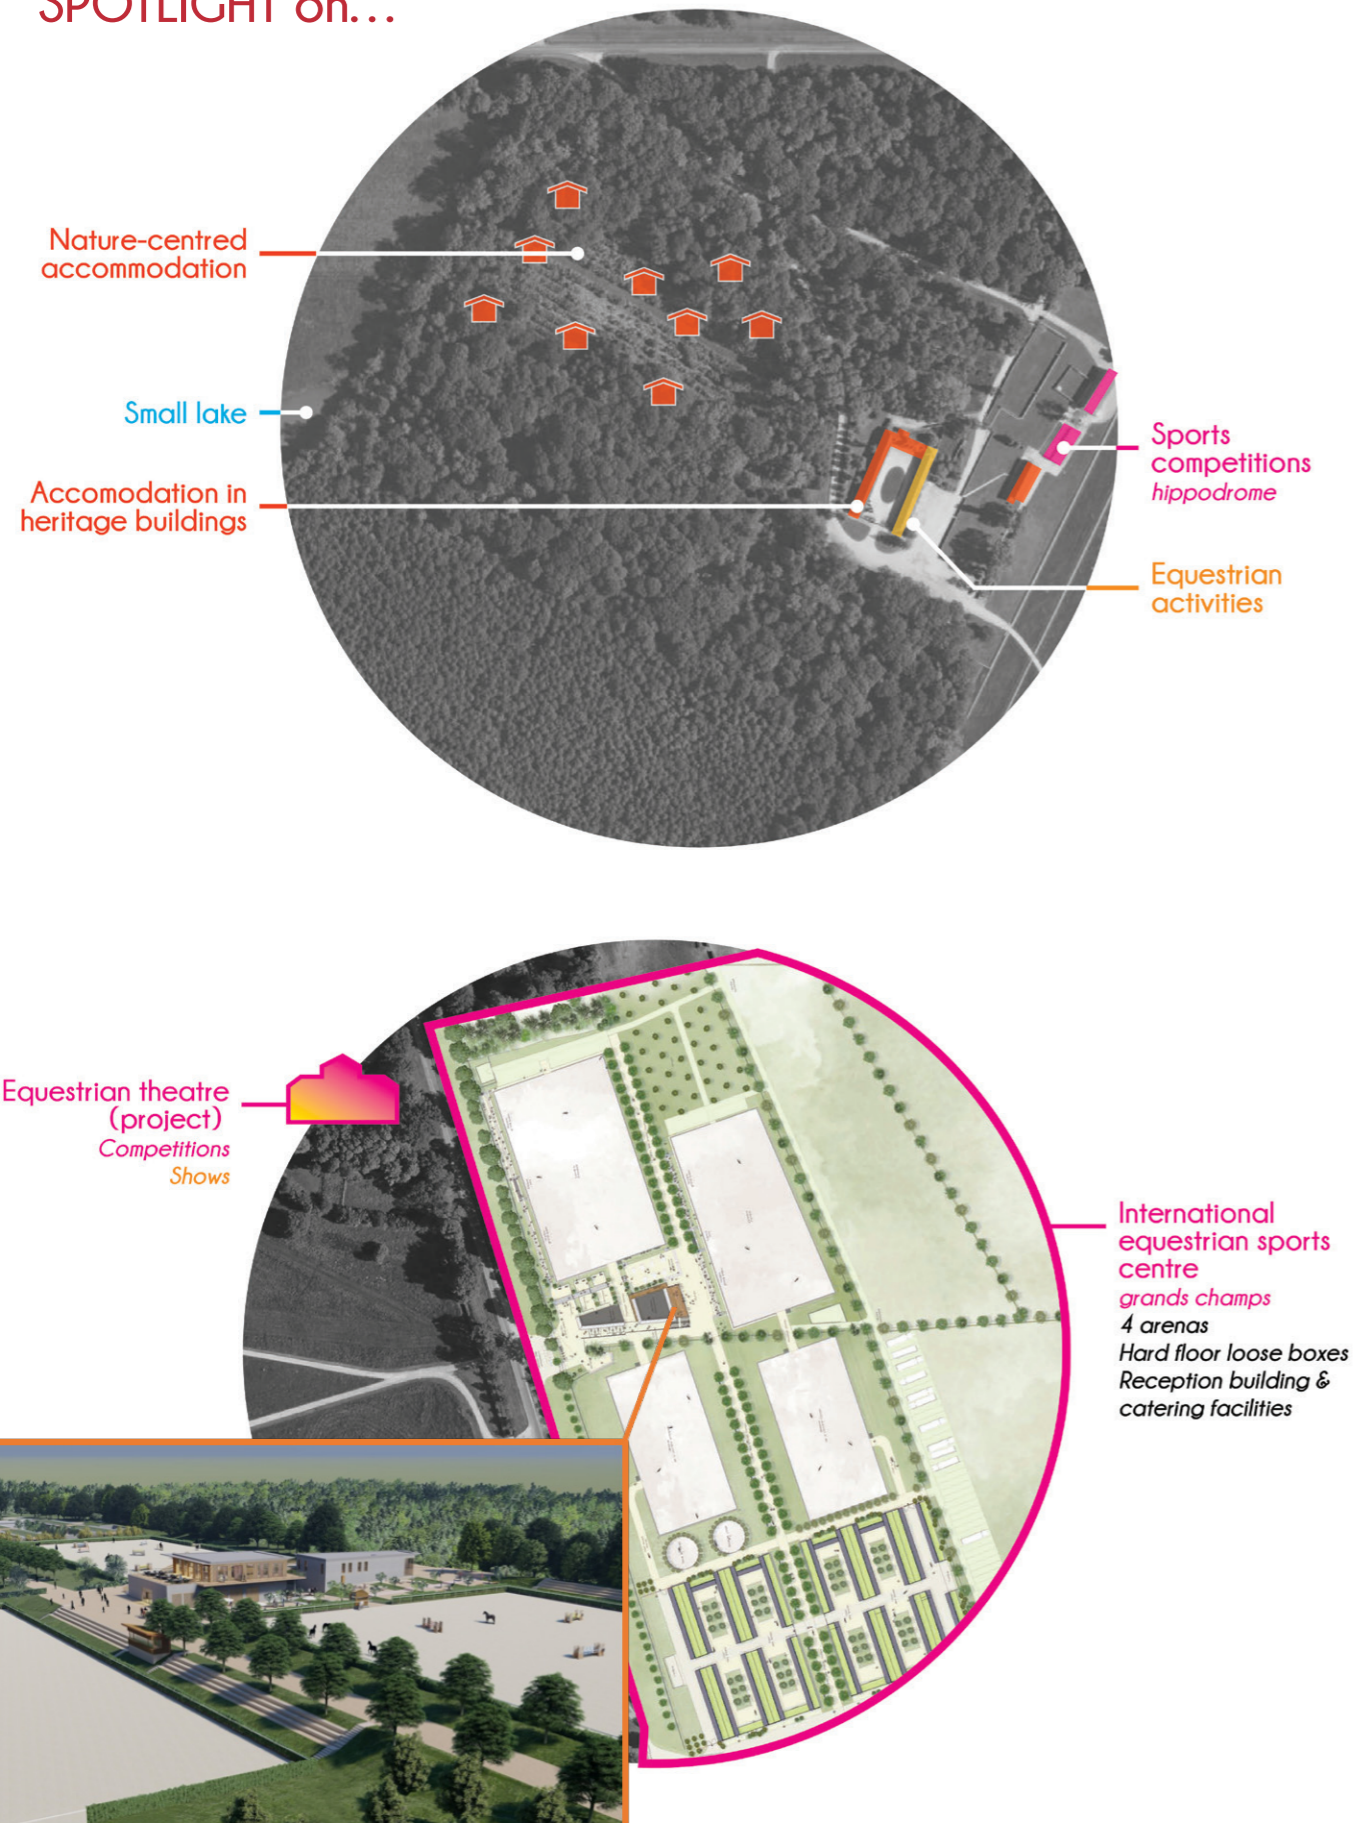 SPOTLIGHT on...
Nature-centred
accommodation
Small lake
Accomodation in
heritage buildings
Sports
competitions
hippodrome
Equestrian
activities
Equestrian theatre
(project)
Competitions
Shows
International
equestrian sports
centre
grands champs
4 arenas
Hard floor loose boxes
Reception building &
catering facilities